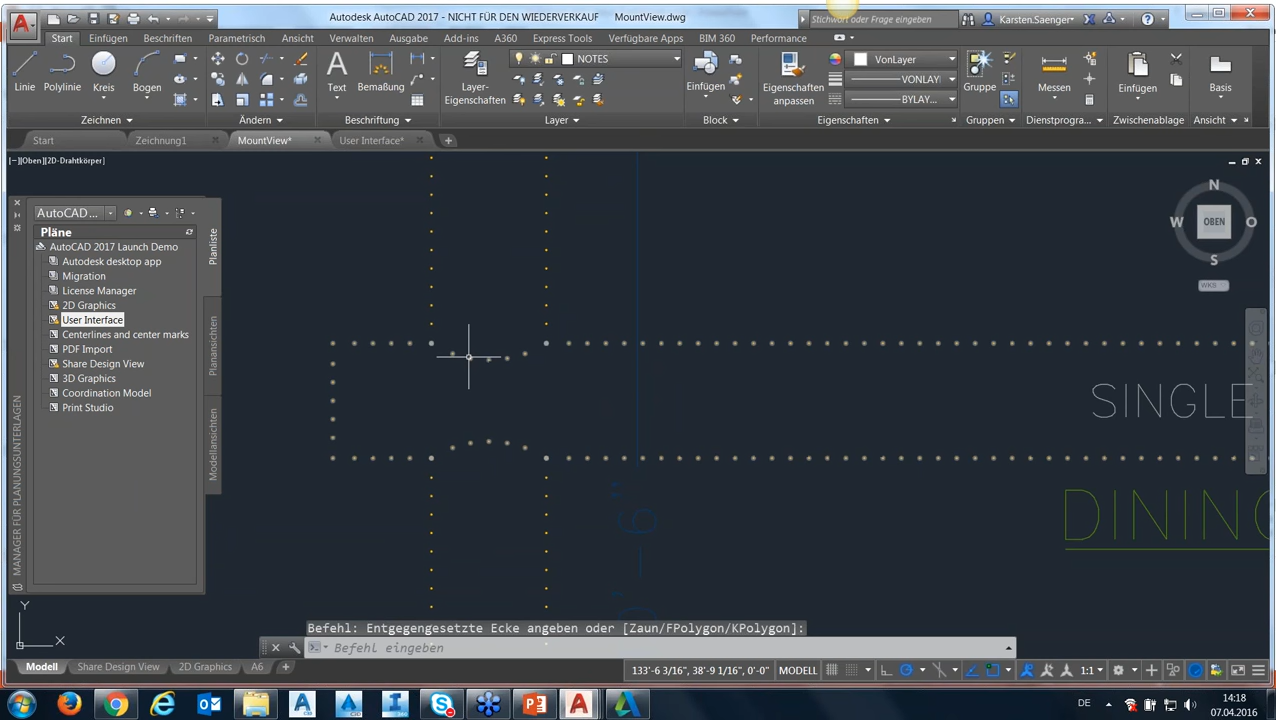 Autodesk AutoCAD 2017 - NICHT FÜR DEN WIEDERVERKAUF MountView.dwg
Stichwort oder Frage eingeben
Karsten.Saenger
Start Einfügen Beschriften Parametrisch Ansicht Verwalten Ausgabe Add-ins A360 Express Tools Verfügbare Apps BIM 360 Performance
NOTES
VonLayer
VONLAY...
BYLAY...
Linie Polylinie Kreis Bogen
Text Bemaßung
Layer-
Eigenschaften
Einfügen
Eigenschaften
anpassen
Gruppe
Messen
Einfügen
Basis
Zeichnen Ändern Beschriftung Layer Block Eigenschaften Gruppen Dienstprogra... Zwischenablage Ansicht
Start Zeichnung1 MountView* User Interface*
[−][Oben][2D-Drahtkörper]
N
W OBEN O
S
WKS
AutoCAD ...
Pläne
AutoCAD 2017 Launch Demo
Autodesk desktop app
Migration
License Manager
2D Graphics
User Interface
Centerlines and center marks
PDF Import
Share Design View
3D Graphics
Coordination Model
Print Studio
Planliste
Planansichten
Modellansichten
MANAGER FÜR PLANUNGSUNTERLAGEN
SINGLE
DINING
Y
X
Befehl: Entgegengesetzte Ecke angeben oder [Zaun/FPolygon/KPolygon]:
Befehl eingeben
Modell Share Design View 2D Graphics A6
133'-6 3/16", 38'-9 1/16", 0'-0" MODELL 1:1
DE
14:18
07.04.2016